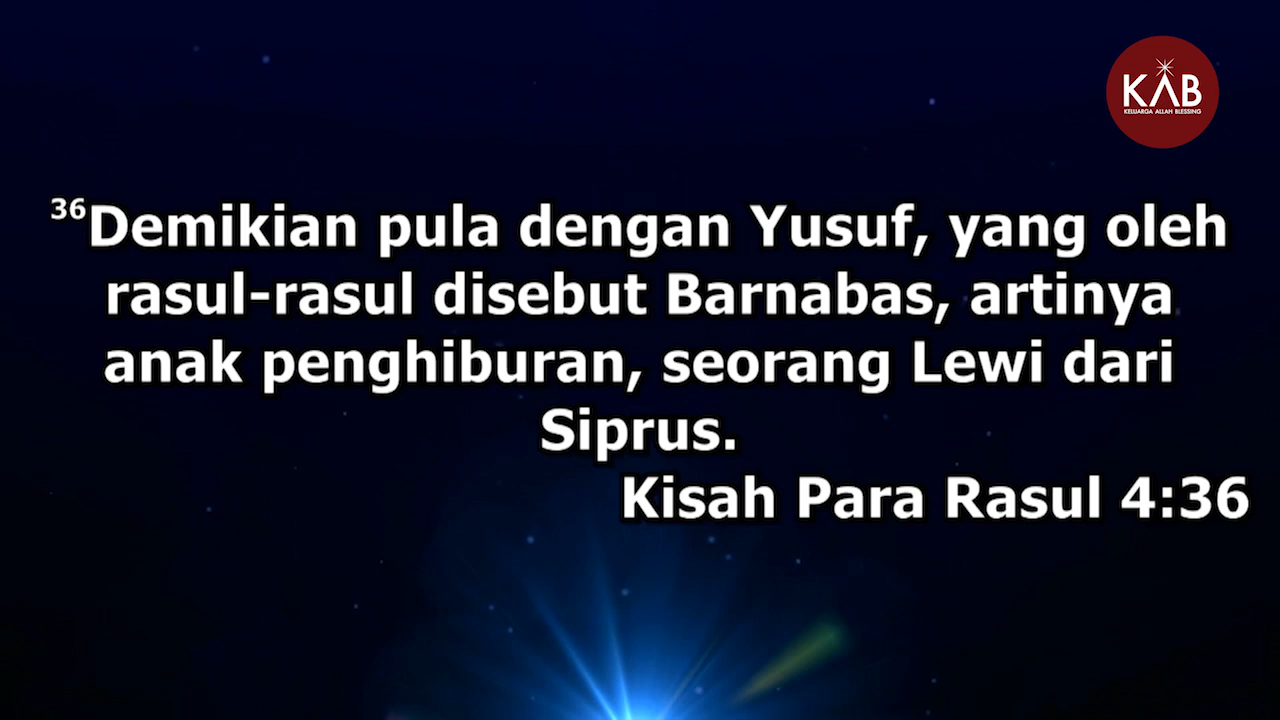 KAB
KELUARGA ALLAH BLESSING
36Demikian pula dengan Yusuf, yang oleh
rasul-rasul disebut Barnabas, artinya
anak penghiburan, seorang Lewi dari
Siprus.
Kisah Para Rasul 4:36